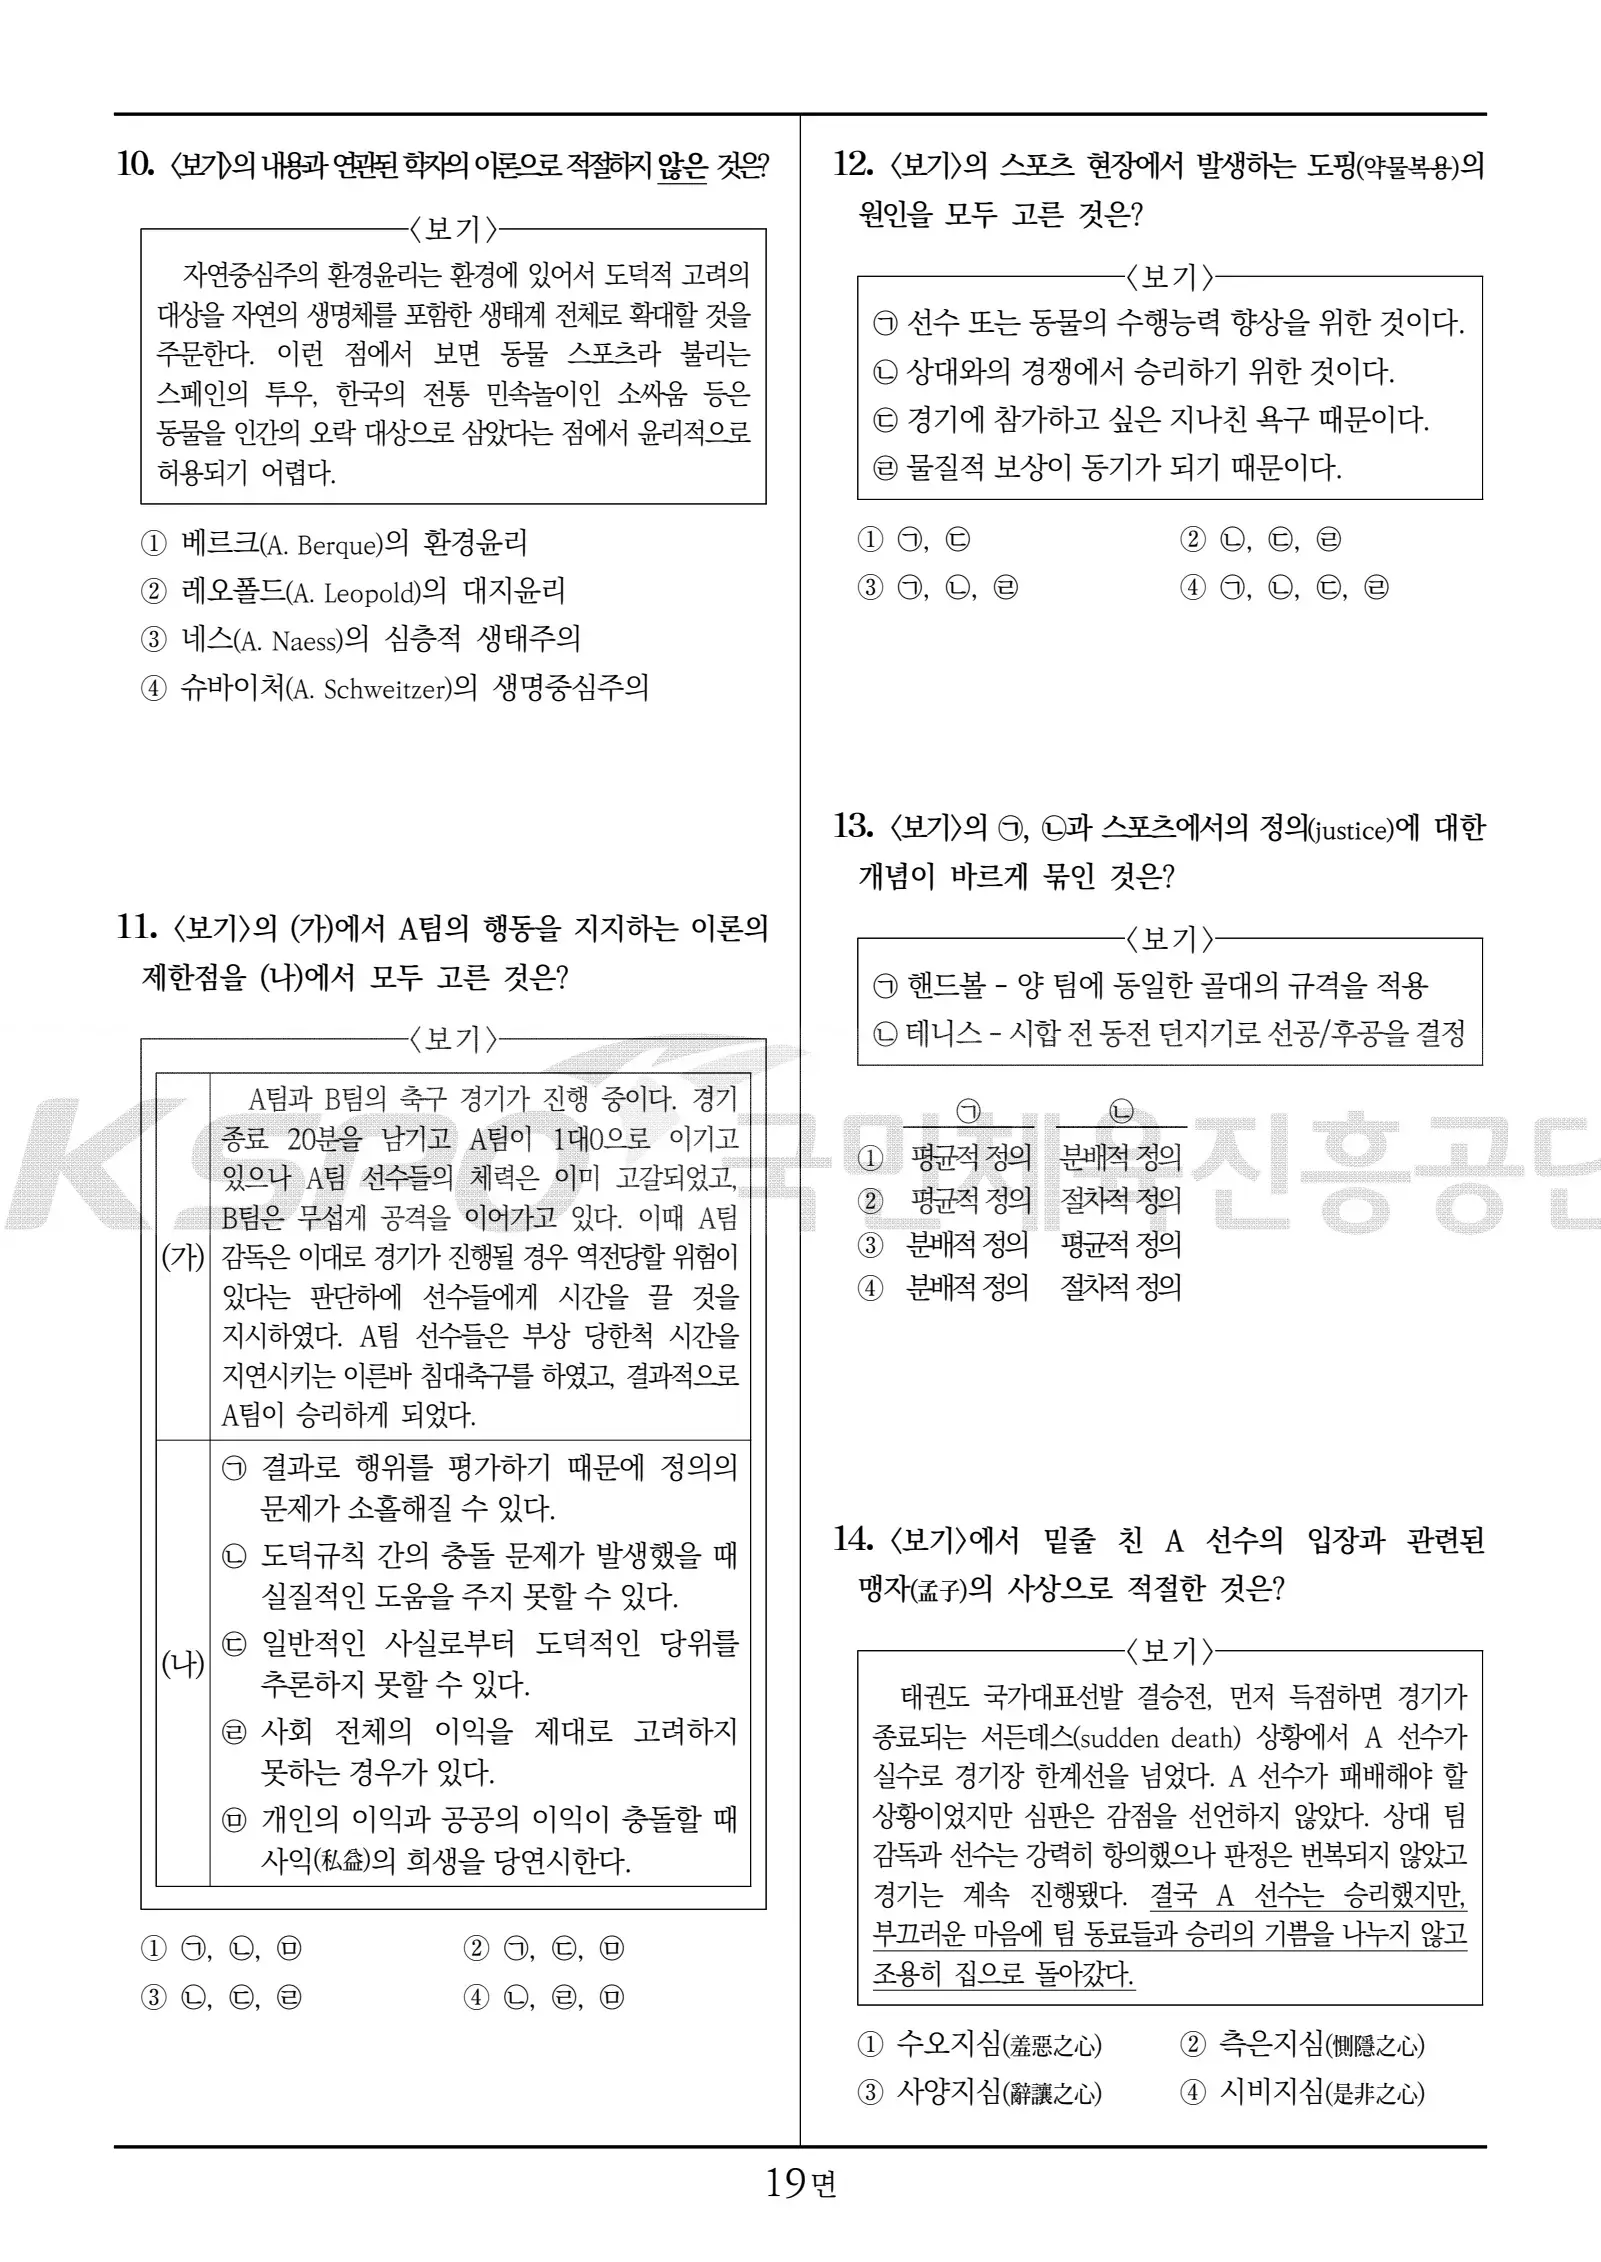 10. 〈보기〉의 내용과 연관된 학자의 이론으로 적절하지 않은 것은?
〈보기〉
자연중심주의 환경윤리는 환경에 있어서 도덕적 고려의
대상을 자연의 생명체를 포함한 생태계 전체로 확대할 것을
주문한다. 이런 점에서 보면 동물 스포츠라 불리는
스페인의 투우, 한국의 전통 민속놀이인 소싸움 등은
동물을 인간의 오락 대상으로 삼았다는 점에서 윤리적으로
허용되기 어렵다.
① 베르크(A. Berque)의 환경윤리
② 레오폴드(A. Leopold)의 대지윤리
③ 네스(A. Naess)의 심층적 생태주의
④ 슈바이처(A. Schweitzer)의 생명중심주의
11. 〈보기〉의 (가)에서 A팀의 행동을 지지하는 이론의
제한점을 (나)에서 모두 고른 것은?
〈보기〉
(가)
A팀과 B팀의 축구 경기가 진행 중이다. 경기
종료 20분을 남기고 A팀이 1대0으로 이기고
있으나 A팀 선수들의 체력은 이미 고갈되었고,
B팀은 무섭게 공격을 이어가고 있다. 이때 A팀
감독은 이대로 경기가 진행될 경우 역전당할 위험이
있다는 판단하에 선수들에게 시간을 끌 것을
지시하였다. A팀 선수들은 부상 당한척 시간을
지연시키는 이른바 침대축구를 하였고, 결과적으로
A팀이 승리하게 되었다.
(나)
㉠ 결과로 행위를 평가하기 때문에 정의의
문제가 소홀해질 수 있다.
㉡ 도덕규칙 간의 충돌 문제가 발생했을 때
실질적인 도움을 주지 못할 수 있다.
㉢ 일반적인 사실로부터 도덕적인 당위를
추론하지 못할 수 있다.
㉣ 사회 전체의 이익을 제대로 고려하지
못하는 경우가 있다.
㉤ 개인의 이익과 공공의 이익이 충돌할 때
사익(私益)의 희생을 당연시한다.
① ㉠, ㉡, ㉤ ② ㉠, ㉢, ㉤
③ ㉡, ㉢, ㉣ ④ ㉡, ㉣, ㉤
12. 〈보기〉의 스포츠 현장에서 발생하는 도핑(약물복용)의
원인을 모두 고른 것은?
〈보기〉
㉠ 선수 또는 동물의 수행능력 향상을 위한 것이다.
㉡ 상대와의 경쟁에서 승리하기 위한 것이다.
㉢ 경기에 참가하고 싶은 지나친 욕구 때문이다.
㉣ 물질적 보상이 동기가 되기 때문이다.
① ㉠, ㉢ ② ㉡, ㉢, ㉣
③ ㉠, ㉡, ㉣ ④ ㉠, ㉡, ㉢, ㉣
13. 〈보기〉의 ㉠, ㉡과 스포츠에서의 정의(justice)에 대한
개념이 바르게 묶인 것은?
〈보기〉
㉠ 핸드볼 - 양 팀에 동일한 골대의 규격을 적용
㉡ 테니스 - 시합 전 동전 던지기로 선공/후공을 결정
㉠ ㉡
① 평균적 정의 분배적 정의
② 평균적 정의 절차적 정의
③ 분배적 정의 평균적 정의
④ 분배적 정의 절차적 정의
14. 〈보기〉에서 밑줄 친 A 선수의 입장과 관련된
맹자(孟子)의 사상으로 적절한 것은?
〈보기〉
태권도 국가대표선발 결승전, 먼저 득점하면 경기가
종료되는 서든데스(sudden death) 상황에서 A 선수가
실수로 경기장 한계선을 넘었다. A 선수가 패배해야 할
상황이었지만 심판은 감점을 선언하지 않았다. 상대 팀
감독과 선수는 강력히 항의했으나 판정은 번복되지 않았고
경기는 계속 진행됐다. 결국 A 선수는 승리했지만,
부끄러운 마음에 팀 동료들과 승리의 기쁨을 나누지 않고
조용히 집으로 돌아갔다.
① 수오지심(羞惡之心) ② 측은지심(惻隱之心)
③ 사양지심(辭讓之心) ④ 시비지심(是非之心)
KSPO 국민체육진흥공단
19면